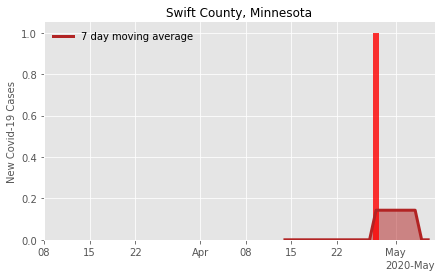 Swift County, Minnesota
7 day moving average
New Covid-19 Cases
1.0
0.8
0.6
0.4
0.2
0.0
08 15 22 Apr 08 15 22 May
2020-May